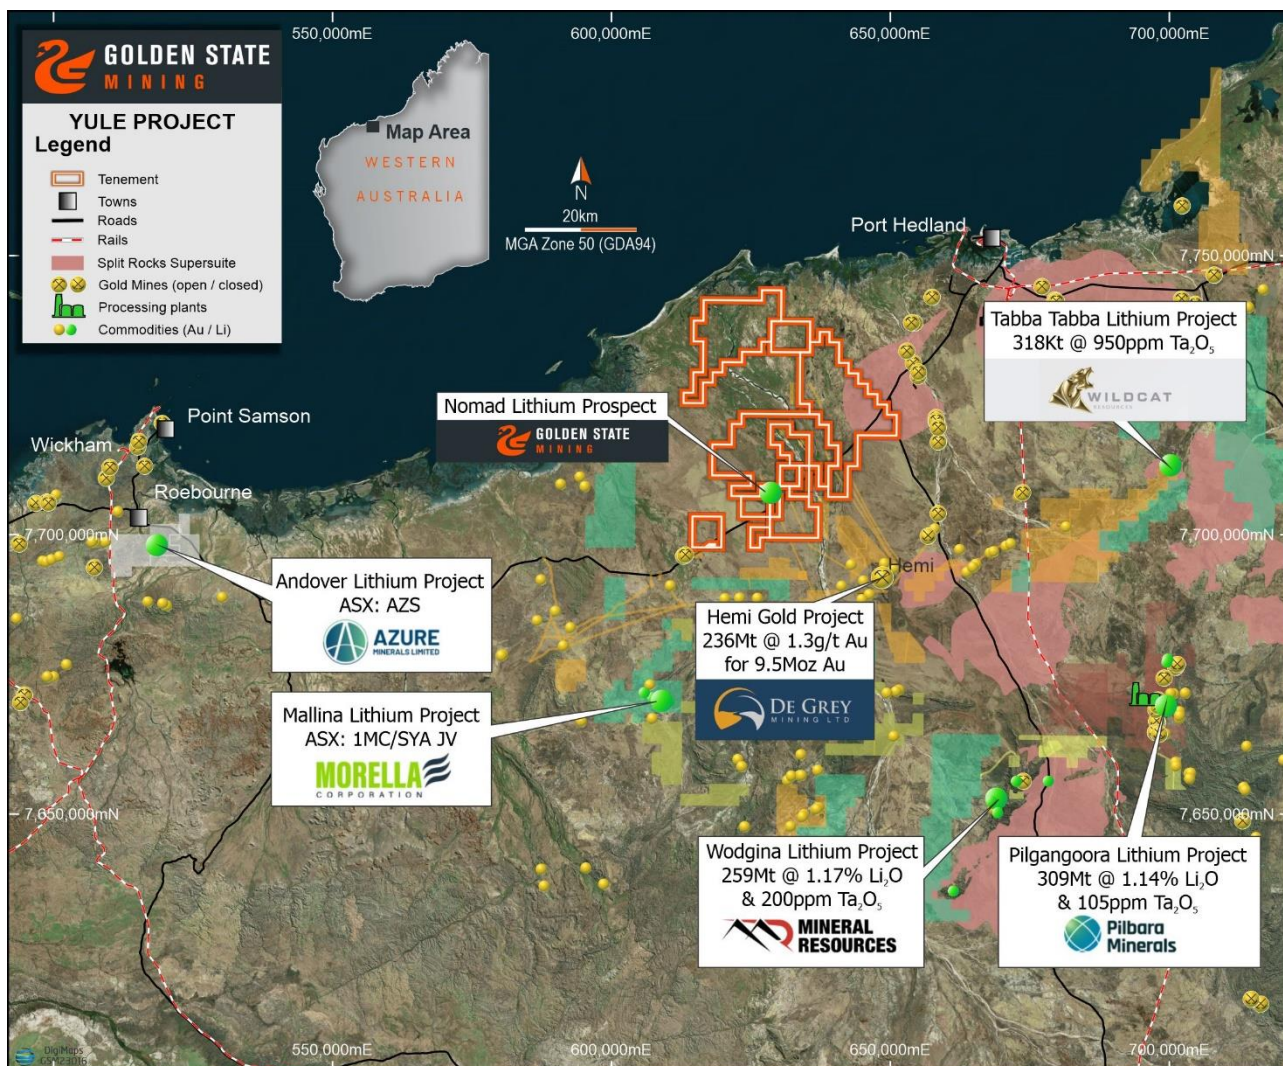 550,000mE
600,000mE
650,000mE
700,000mE
GOLDEN STATE
MINING
YULE PROJECT
Legend
Tenement
Towns
Roads
Rails
Split Rocks Supersuite
Gold Mines (open / closed)
Processing plants
Commodities (Au / Li)
Map Area
WESTERN
AUSTRALIA
N
20km
MGA Zone 50 (GDA94)
Port Hedland
7,750,000mN
Tabba Tabba Lithium Project
318Kt @ 950ppm Ta₂O₅
WILDCAT
RESOURCES
Nomad Lithium Prospect
GOLDEN STATE
MINING
Point Samson
Wickham
Roebourne
7,700,000mN
7,700,000mN
Andover Lithium Project
ASX: AZS
AZURE
MINERALS LIMITED
Hemi
Hemi Gold Project
236Mt @ 1.3g/t Au
for 9.5Moz Au
DE GREY
MINING LTD
Mallina Lithium Project
ASX: 1MC/SYA JV
MORELLA
CORPORATION
7,650,000mN
7,650,000mN
Wodgina Lithium Project
259Mt @ 1.17% Li₂O
& 200ppm Ta₂O₅
MINERAL
RESOURCES
Pilgangoora Lithium Project
309Mt @ 1.14% Li₂O
& 105ppm Ta₂O₅
Pilbara
Minerals
DigiMaps
GSM23016
550,000mE
600,000mE
650,000mE
700,000mE